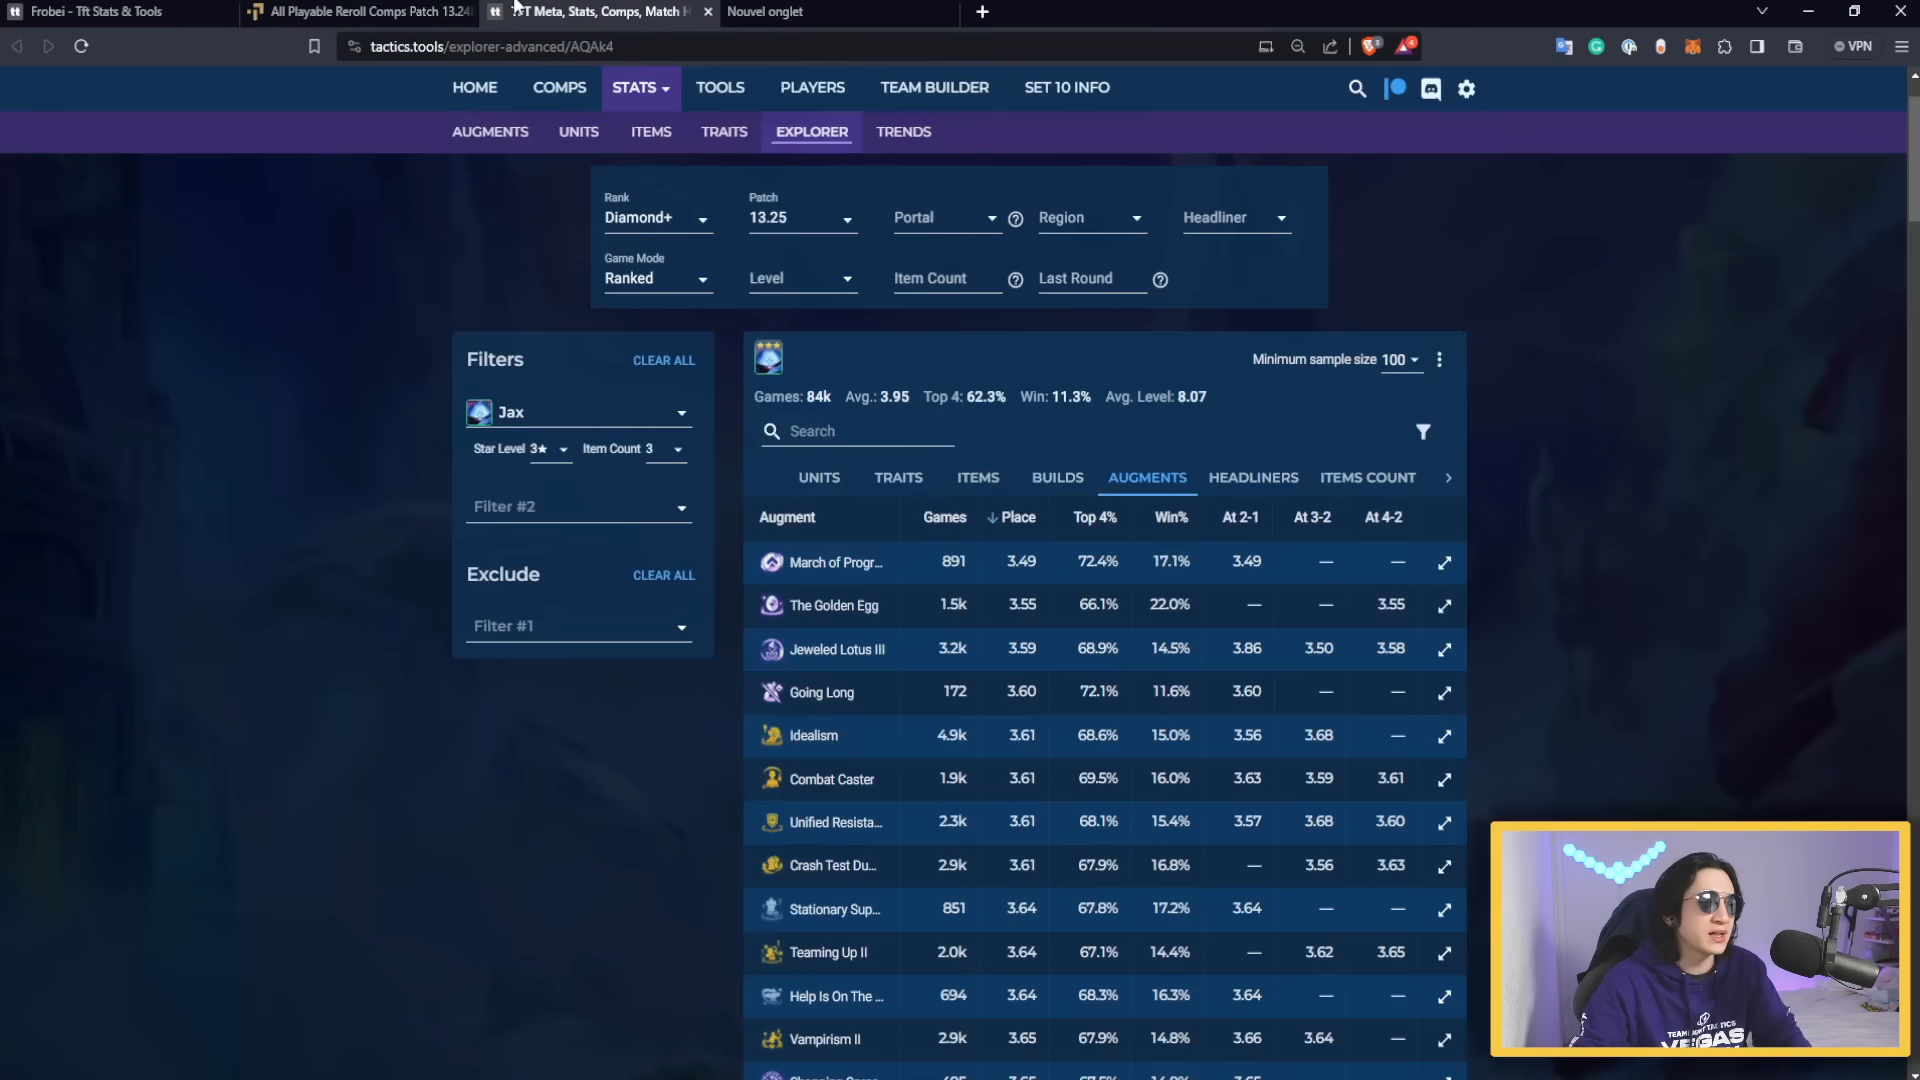 Frobei - Tft Stats & Tools
All Playable Reroll Comps Patch 13.24
TFT Meta, Stats, Comps, Match H
Nouvel onglet
tactics.tools/explorer-advanced/AQAk4
VPN
HOME COMPS STATS TOOLS PLAYERS TEAM BUILDER SET 10 INFO
AUGMENTS UNITS ITEMS TRAITS EXPLORER TRENDS
Rank Patch
Diamond+ 13.25 Portal Region Headliner
Game Mode
Ranked Level Item Count Last Round
Filters CLEAR ALL
Jax
Star Level 3★ Item Count 3
Filter #2
Exclude CLEAR ALL
Filter #1
Minimum sample size 100
Games: 84k Avg.: 3.95 Top 4: 62.3% Win: 11.3% Avg. Level: 8.07
Search
UNITS TRAITS ITEMS BUILDS AUGMENTS HEADLINERS ITEMS COUNT
Augment Games Place Top 4% Win% At 2-1 At 3-2 At 4-2
March of Progr... 891 3.49 72.4% 17.1% 3.49 — —
The Golden Egg 1.5k 3.55 66.1% 22.0% — — 3.55
Jeweled Lotus III 3.2k 3.59 68.9% 14.5% 3.86 3.50 3.58
Going Long 172 3.60 72.1% 11.6% 3.60 — —
Idealism 4.9k 3.61 68.6% 15.0% 3.56 3.68 —
Combat Caster 1.9k 3.61 69.5% 16.0% 3.63 3.59 3.61
Unified Resista... 2.3k 3.61 68.1% 15.4% 3.57 3.68 3.60
Crash Test Du... 2.9k 3.61 67.9% 16.8% — 3.56 3.63
Stationary Sup... 851 3.64 67.8% 17.2% 3.64 — —
Teaming Up II 2.0k 3.64 67.1% 14.4% — 3.62 3.65
Help Is On The ... 694 3.64 68.3% 16.3% 3.64 — —
Vampirism II 2.9k 3.65 67.9% 14.8% 3.66 3.64 —
VEGAS